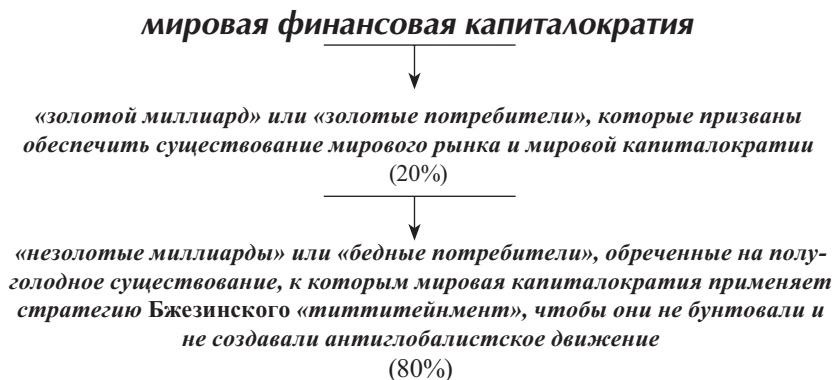 мировая финансовая капиталократия
«золотой миллиард» или «золотые потребители», которые призваны
обеспечить существование мирового рынка и мировой капиталократии
(20%)
«незолотые миллиарды» или «бедные потребители», обреченные на полу-
голодное существование, к которым мировая капиталократия применяет
стратегию Бжезинского «титтитейнмент», чтобы они не бунтовали и
не создавали антиглобалистское движение
(80%)